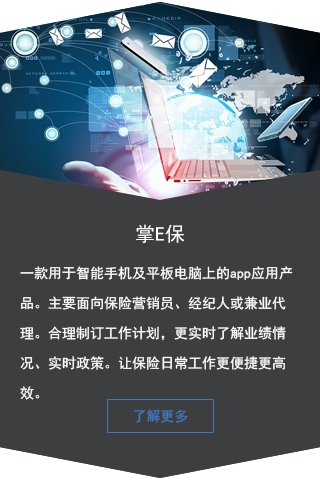 掌E保
一款用于智能手机及平板电脑上的app应用产
品。主要面向保险营销员、经纪人或兼业代
理。合理制订工作计划，更实时了解业绩情
况、实时政策。让保险日常工作更便捷更高
效。
了解更多